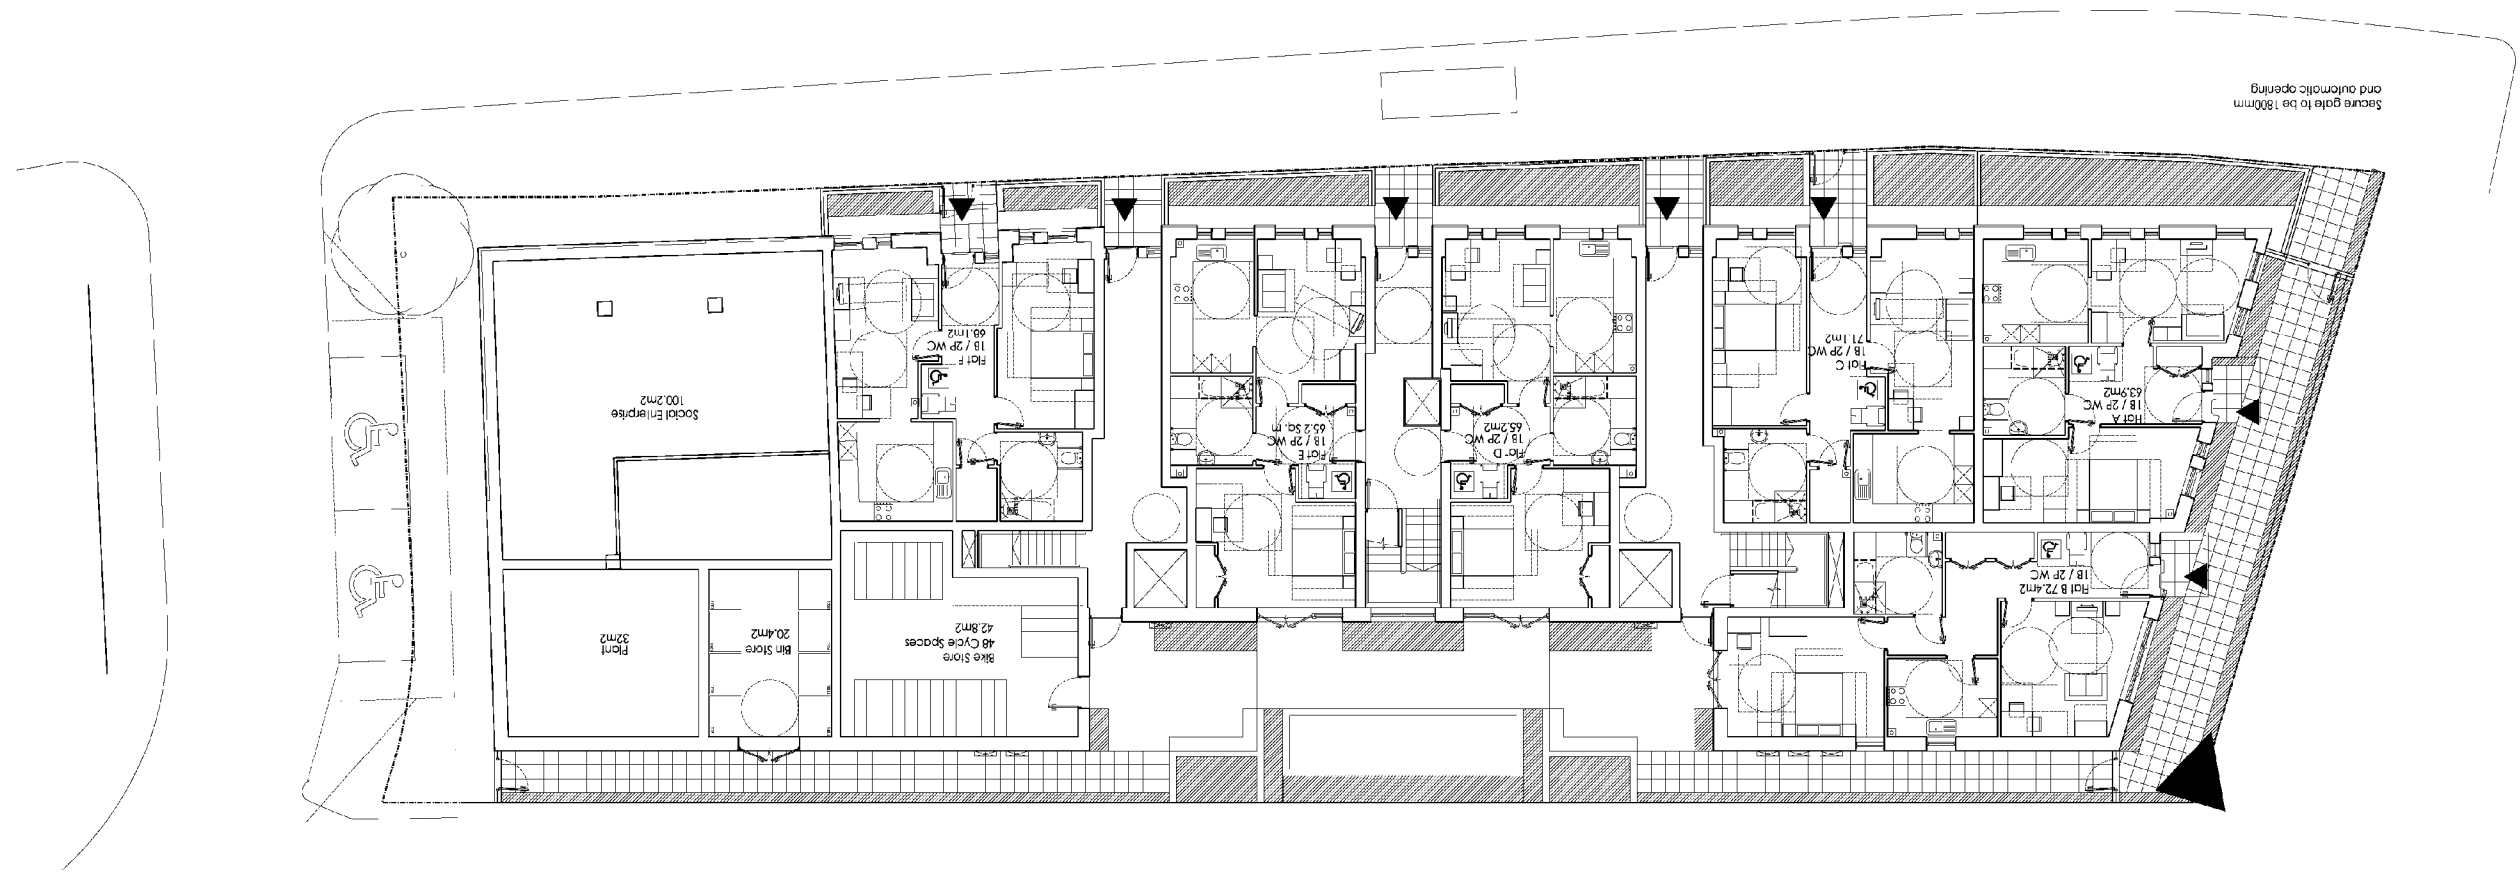 Secure gate to be 1800mm
and automatic opening
Flat A
1B / 2P WC
63.9m2
Flat B 72.4m2
1B / 2P WC
Flat C
1B / 2P WC
71.1m2
Flat D
1B / 2P WC
65.2m2
Flat E
1B / 2P WC
65.2 Sq. m
Flat F
1B / 2P WC
68.1m2
Social Enterprise
100.2m2
Bike Store
48 Cycle Spaces
42.8m2
Bin Store
20.4m2
Plant
32m2